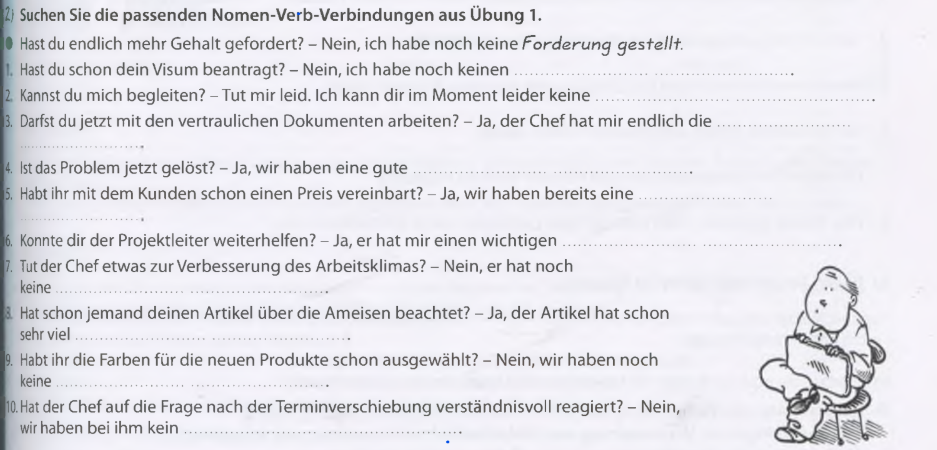 2) Suchen Sie die passenden Nomen-Verb-Verbindungen aus Übung 1.
● Hast du endlich mehr Gehalt gefordert? – Nein, ich habe noch keine Forderung gestellt.
1. Hast du schon dein Visum beantragt? – Nein, ich habe noch keinen .................... .................... .
2. Kannst du mich begleiten? – Tut mir leid. Ich kann dir im Moment leider keine .................... .................... .
3. Darfst du jetzt mit den vertraulichen Dokumenten arbeiten? – Ja, der Chef hat mir endlich die ....................
.................... .
4. Ist das Problem jetzt gelöst? – Ja, wir haben eine gute .................... .................... .
5. Habt ihr mit dem Kunden schon einen Preis vereinbart? – Ja, wir haben bereits eine ....................
.................... .
6. Konnte dir der Projektleiter weiterhelfen? – Ja, er hat mir einen wichtigen .................... .................... .
7. Tut der Chef etwas zur Verbesserung des Arbeitsklimas? – Nein, er hat noch
keine .................... .................... .
8. Hat schon jemand deinen Artikel über die Ameisen beachtet? – Ja, der Artikel hat schon
sehr viel .................... .................... .
9. Habt ihr die Farben für die neuen Produkte schon ausgewählt? – Nein, wir haben noch
keine .................... .................... .
10. Hat der Chef auf die Frage nach der Terminverschiebung verständnisvoll reagiert? – Nein,
wir haben bei ihm kein .................... .................... .